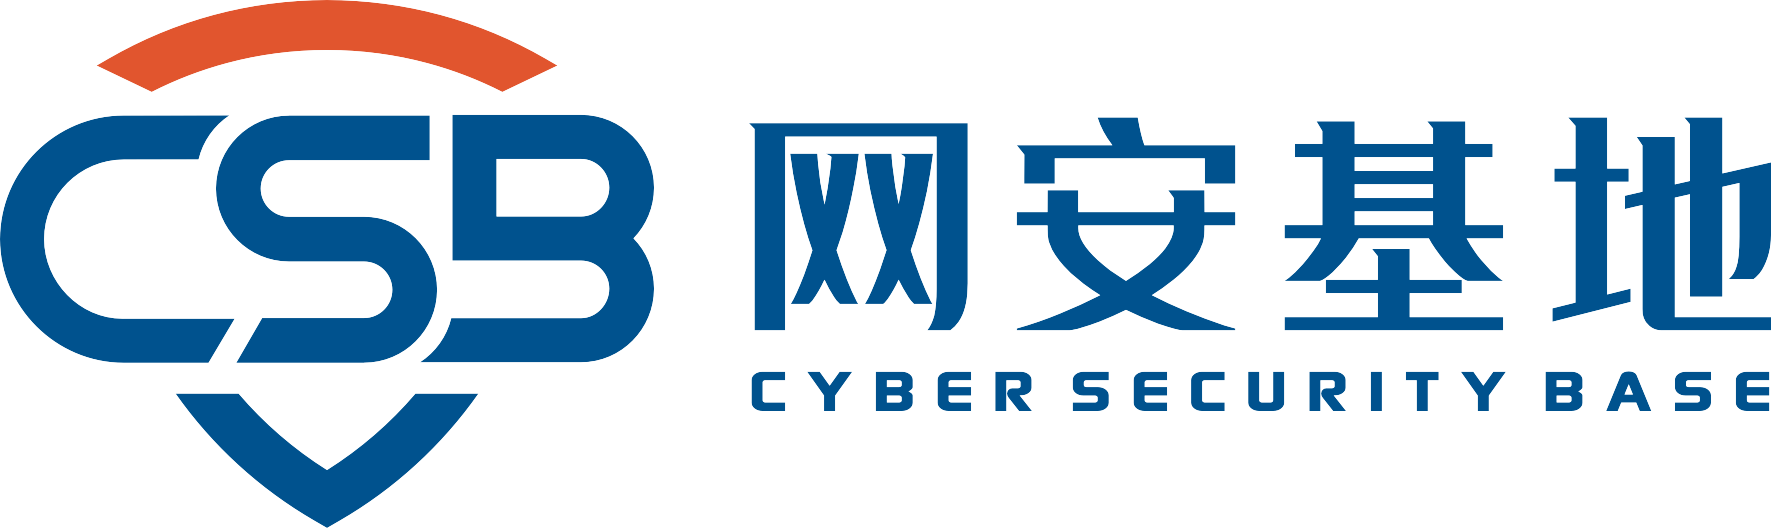 CSB
网安基地
CYBER SECURITY BASE